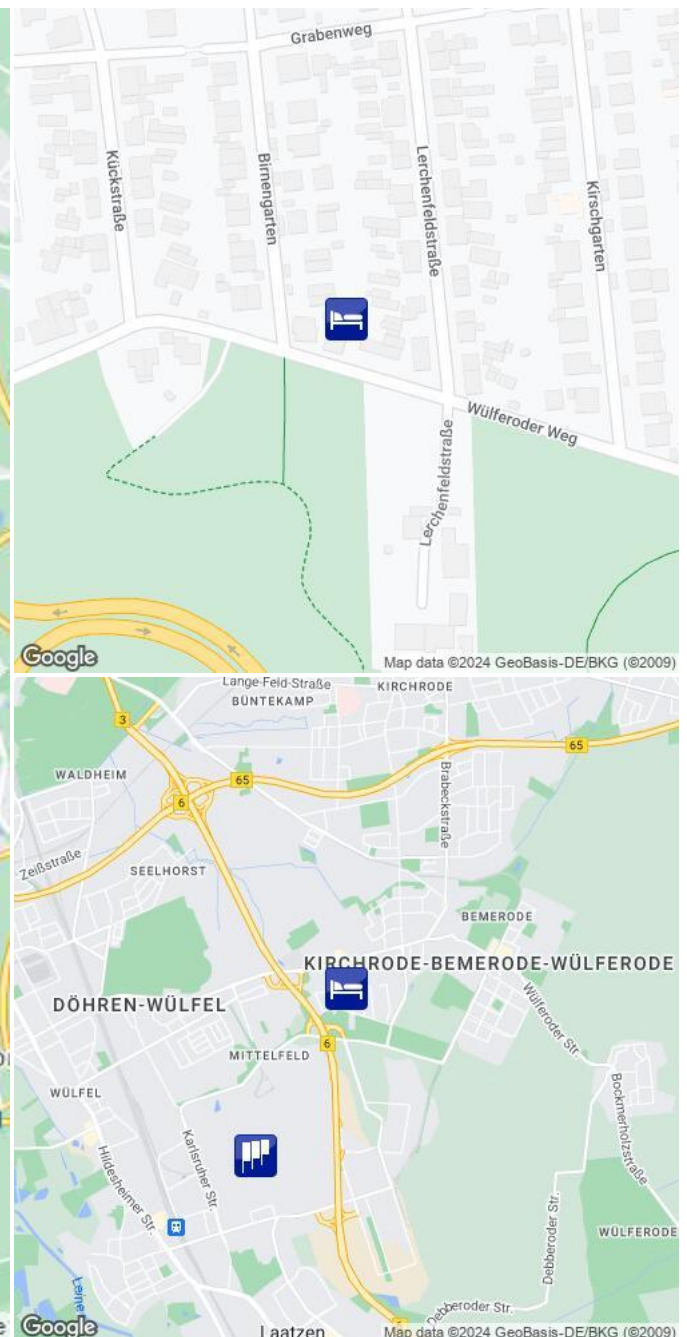 Grabenweg
Kückstraße
Birnengarten
Lerchenfeldstraße
Kirschgarten
Wülferoder Weg
Lerchenfeldstraße
Google
Map data ©2024 GeoBasis-DE/BKG (©2009)
Lange-Feld-Straße
KIRCHRODE
BÜNTEKAMP
3
65
WALDHEIM
65
6
Brabeckstraße
Zeißstraße
SEELHORST
BEMERODE
KIRCHRODE-BEMERODE-WÜLFERODE
DÖHREN-WÜLFEL
Wülferoder Str.
6
MITTELFELD
WÜLFEL
Bockmerholzstraße
Karlsruher Str.
Hildesheimer Str.
Debberoder Str.
WÜLFERODE
Leine
Debberoder Str.
Laatzen
Google
Map data ©2024 GeoBasis-DE/BKG (©2009)